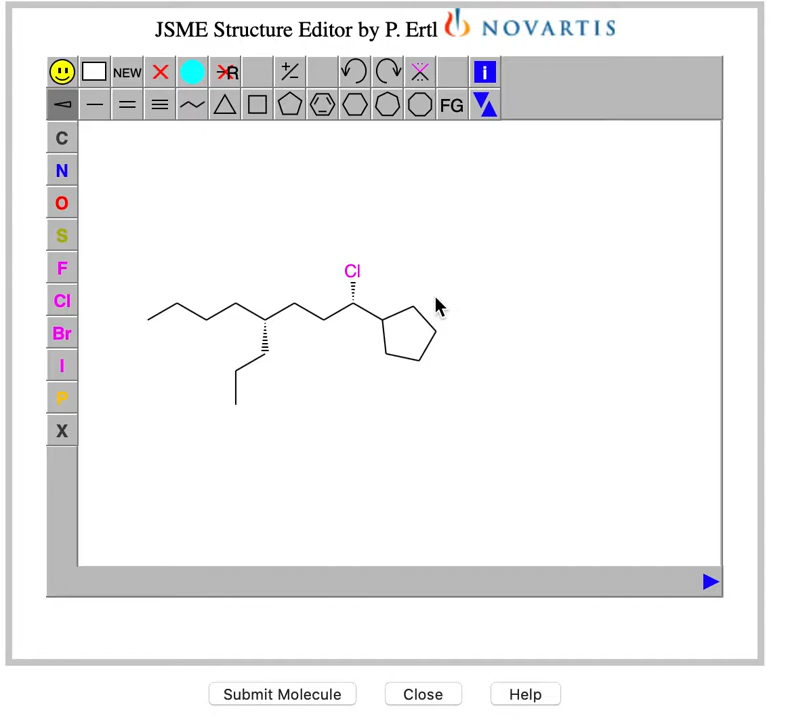 JSME Structure Editor by P. Ertl NOVARTIS
NEW R +/- i
FG
C
N
O
S
F
Cl
Br
I
P
X
Cl
Submit Molecule Close Help